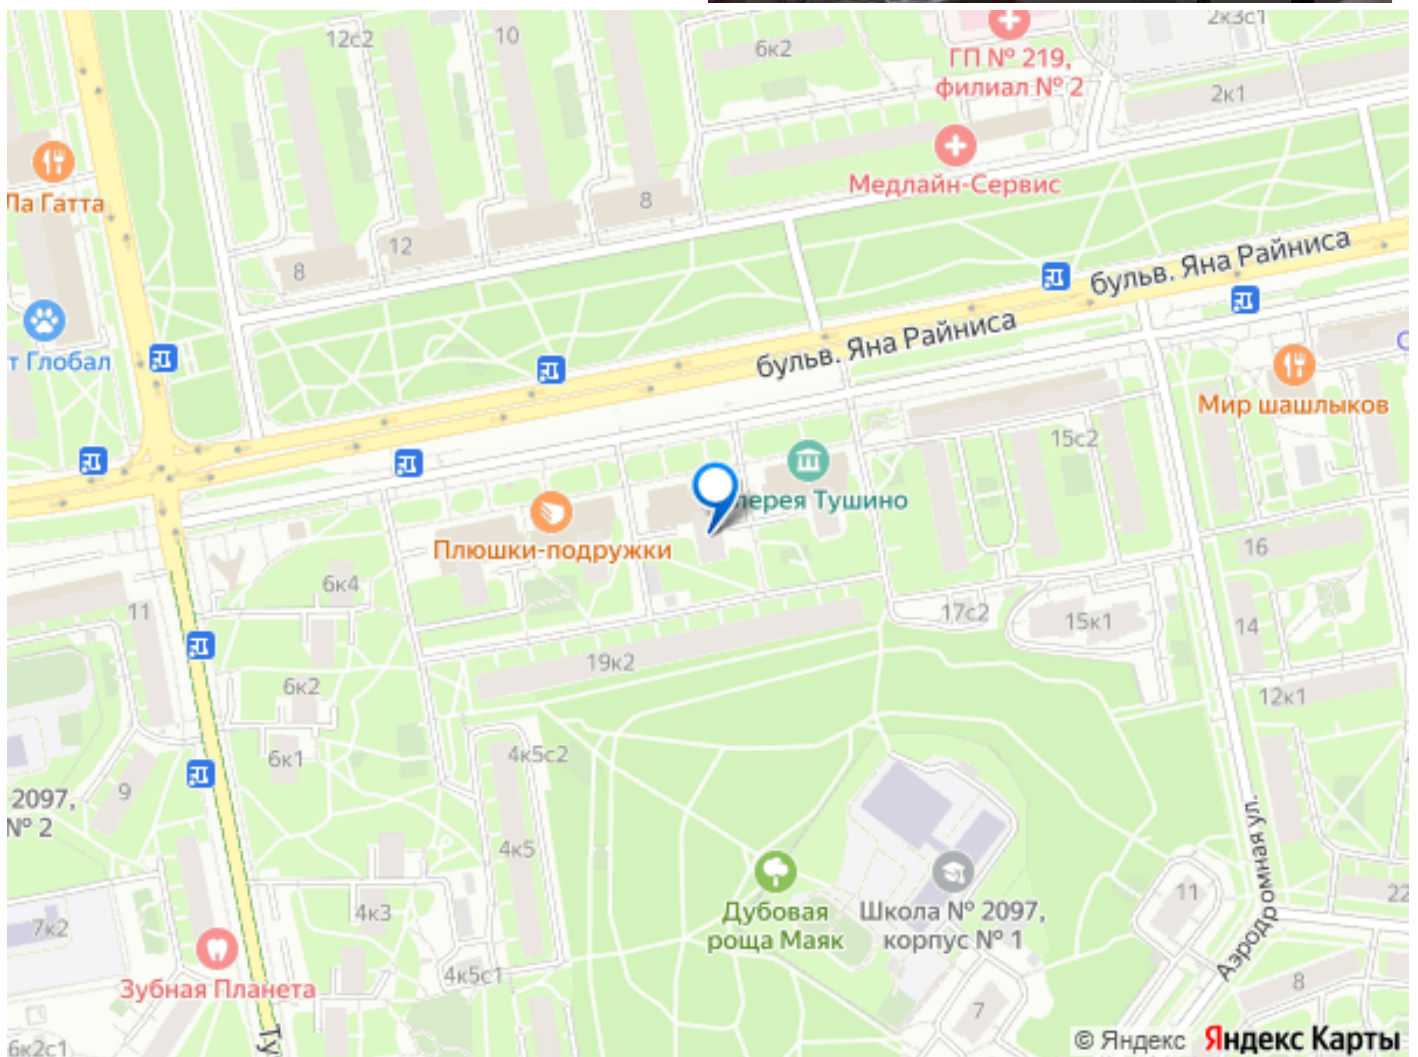 12с2
10
6к2
2к3с1
ГП № 219,
филиал № 2
2к1
Ла Гатта
Медлайн-Сервис
8
12
8
бульв. Яна Райниса
т Глобал
бульв. Яна Райниса
Мир шашлыков
15с2
лерея Тушино
Плюшки-подружки
16
6к4
11
17с2
15к1
14
19к2
6к2
12к1
4к5с2
6к1
9
2097,
№ 2
4к5
Аэродромная ул.
11
22
4к3
Дубовая
роща Маяк
Школа № 2097,
корпус № 1
7к2
4к5с1
Зубная Планета
8
7
Ту
6к2с1
© Яндекс Яндекс Карты